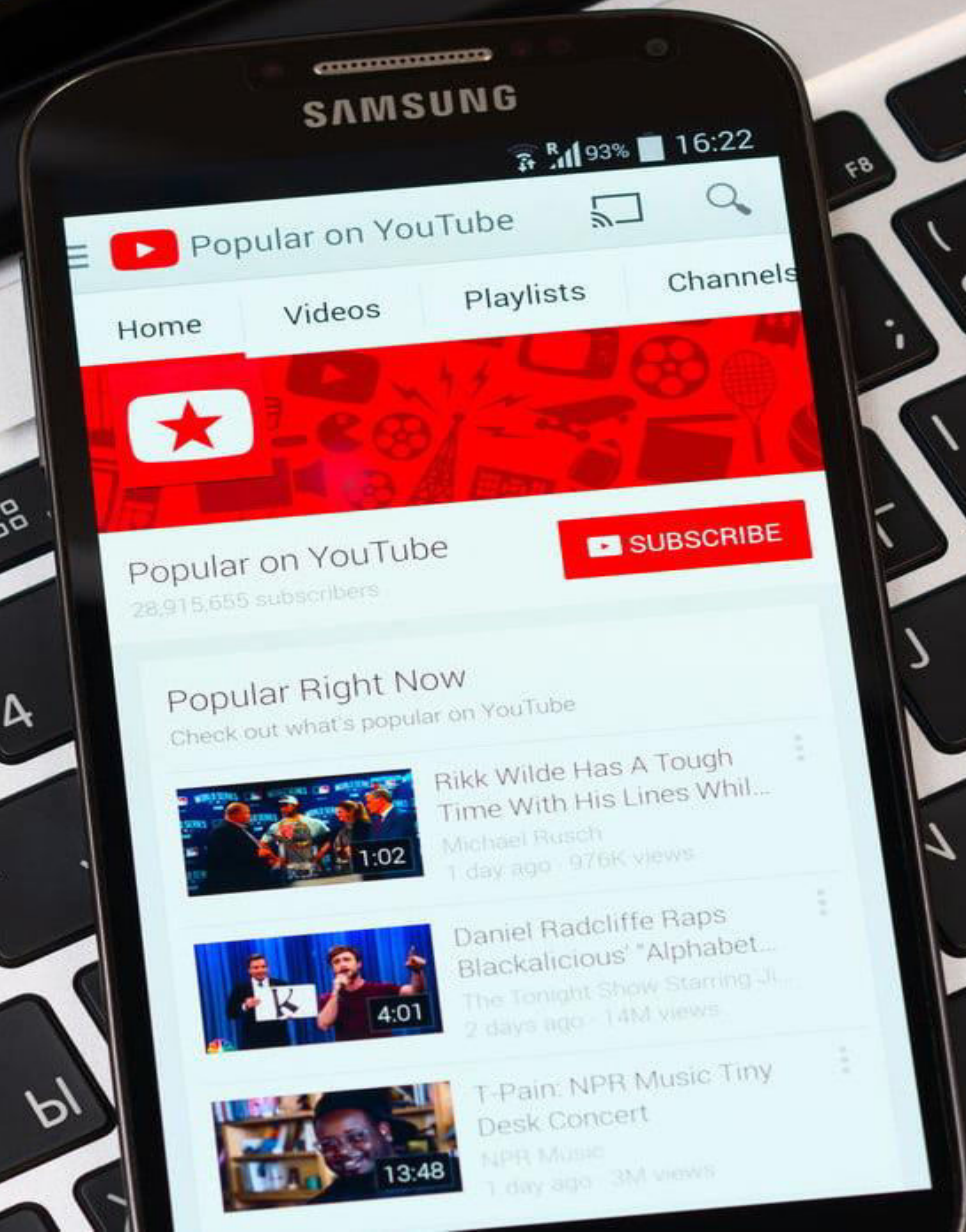 SAMSUNG
R 93% 16:22
Popular on YouTube
Home Videos Playlists Channels
Popular on YouTube
SUBSCRIBE
28,915,655 subscribers
Popular Right Now
Check out what's popular on YouTube
Rikk Wilde Has A Tough
Time With His Lines Whil...
Michael Rusch
1:02
1 day ago · 976K views
Daniel Radcliffe Raps
Blackalicious' "Alphabet...
The Tonight Show Starring Ji...
K
4:01
2 days ago · 14M views
T-Pain: NPR Music Tiny
Desk Concert
NPR Music
13:48
1 day ago · 3M views
F8
;
J
4
V
Ы